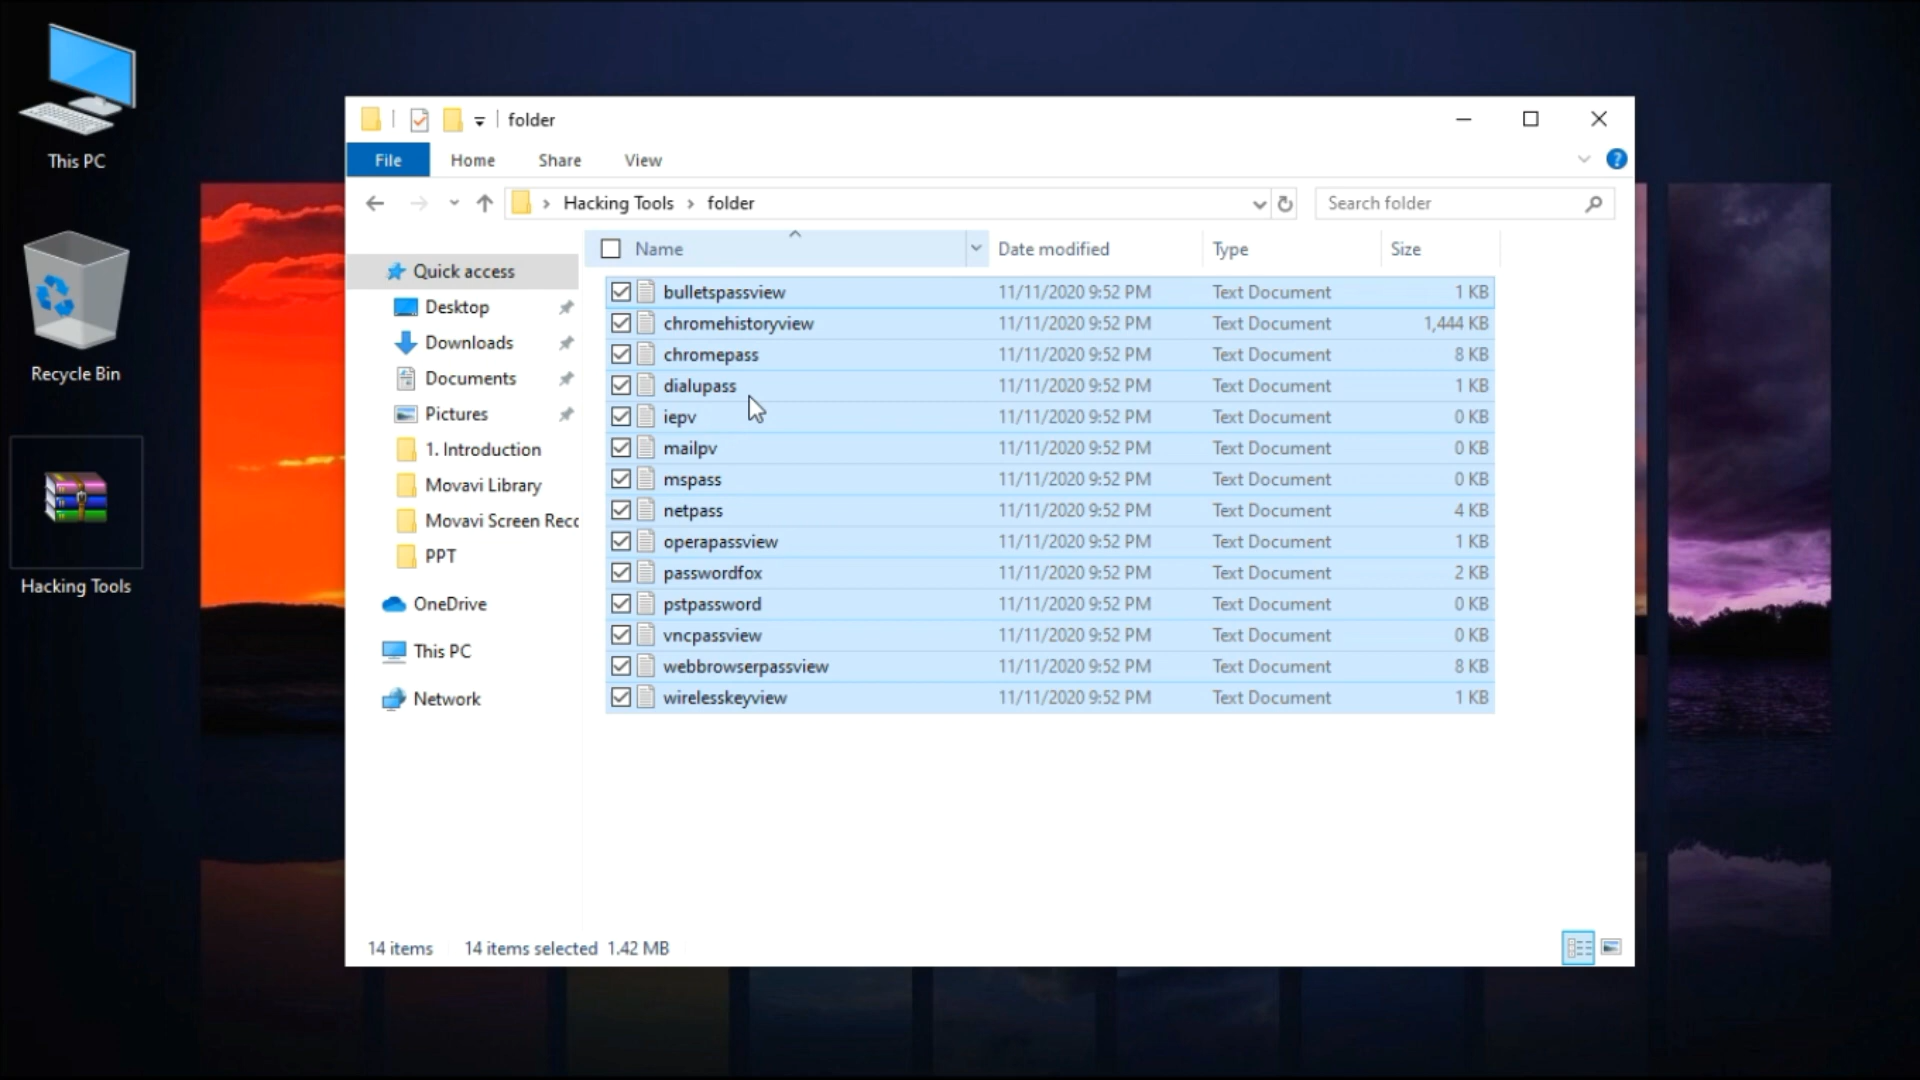 This PC
Recycle Bin
Hacking Tools
folder
File Home Share View
Hacking Tools › folder
Search folder
Quick access
Desktop
Downloads
Documents
Pictures
1. Introduction
Movavi Library
Movavi Screen Reco
PPT
OneDrive
This PC
Network
Name Date modified Type Size
bulletspassview 11/11/2020 9:52 PM Text Document 1 KB
chromehistoryview 11/11/2020 9:52 PM Text Document 1,444 KB
chromepass 11/11/2020 9:52 PM Text Document 8 KB
dialupass 11/11/2020 9:52 PM Text Document 1 KB
iepv 11/11/2020 9:52 PM Text Document 0 KB
mailpv 11/11/2020 9:52 PM Text Document 0 KB
mspass 11/11/2020 9:52 PM Text Document 0 KB
netpass 11/11/2020 9:52 PM Text Document 4 KB
operapassview 11/11/2020 9:52 PM Text Document 1 KB
passwordfox 11/11/2020 9:52 PM Text Document 2 KB
pstpassword 11/11/2020 9:52 PM Text Document 0 KB
vncpassview 11/11/2020 9:52 PM Text Document 0 KB
webbrowserpassview 11/11/2020 9:52 PM Text Document 8 KB
wirelesskeyview 11/11/2020 9:52 PM Text Document 1 KB
14 items 14 items selected 1.42 MB